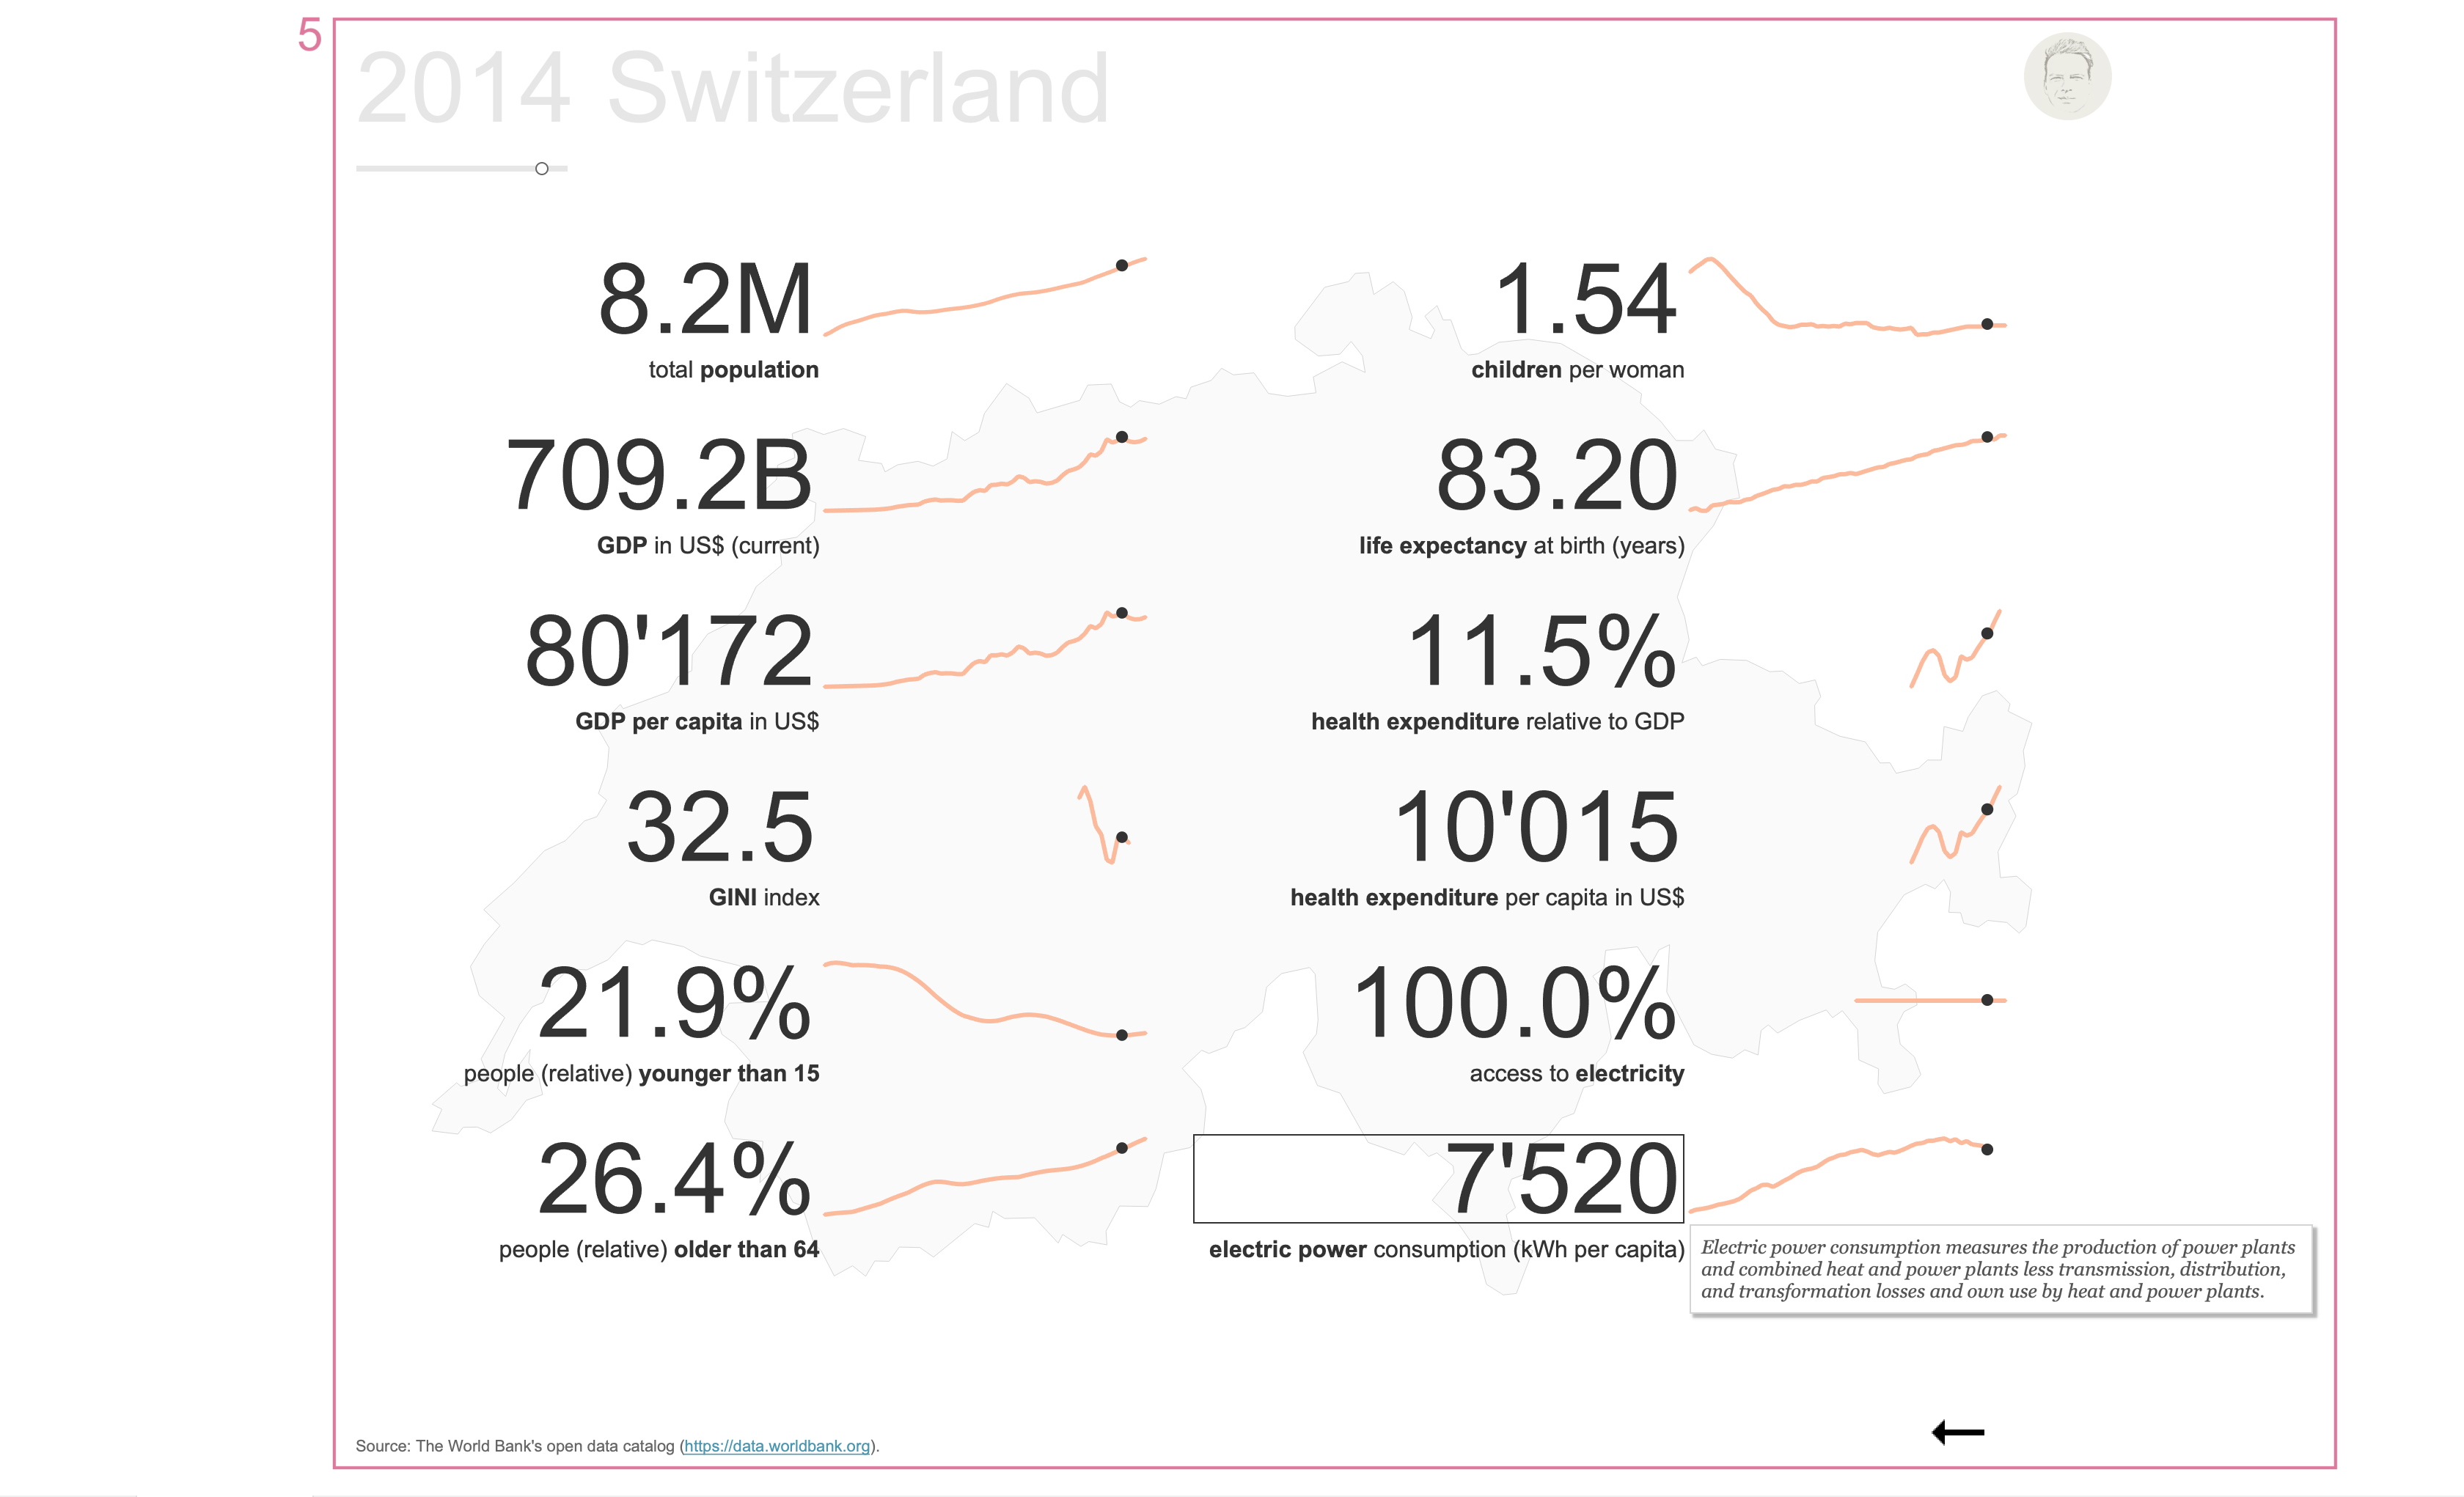 5
2014 Switzerland
8.2M
total population
709.2B
GDP in US$ (current)
80'172
GDP per capita in US$
32.5
GINI index
21.9%
people (relative) younger than 15
26.4%
people (relative) older than 64
1.54
children per woman
83.20
life expectancy at birth (years)
11.5%
health expenditure relative to GDP
10'015
health expenditure per capita in US$
100.0%
access to electricity
7'520
electric power consumption (kWh per capita)
Electric power consumption measures the production of power plants
and combined heat and power plants less transmission, distribution,
and transformation losses and own use by heat and power plants.
Source: The World Bank's open data catalog (https://data.worldbank.org).